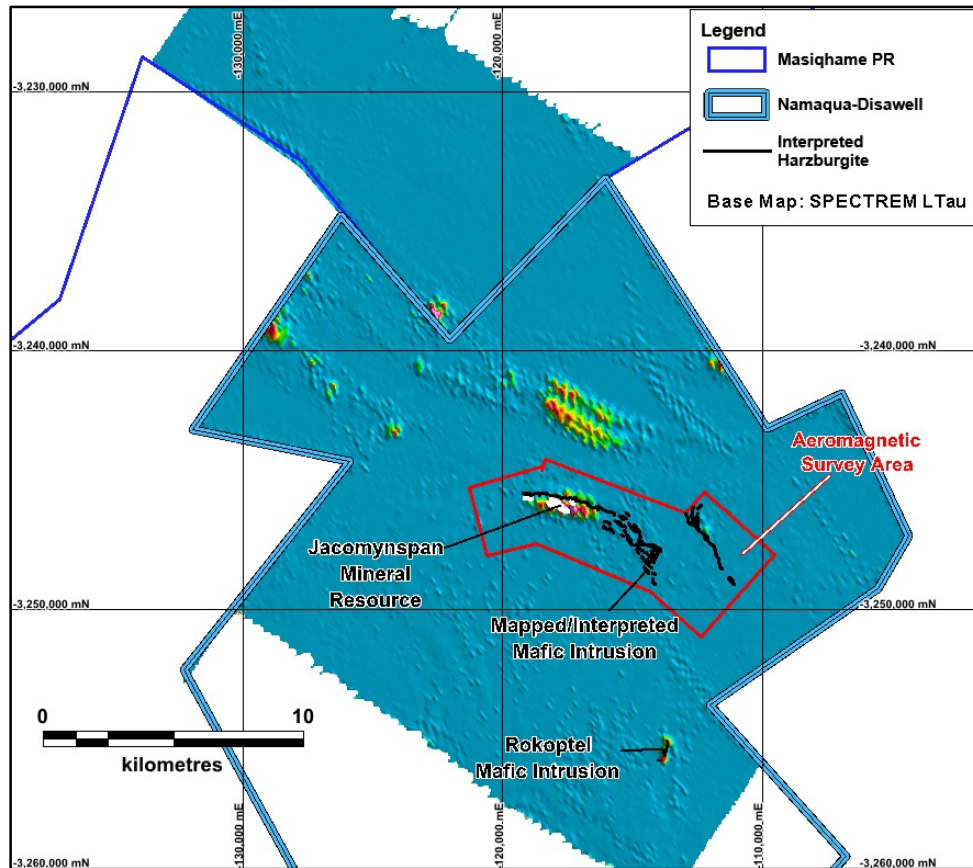 -130,000 mE
-120,000 mE
Legend
Masiqhame PR
Namaqua-Disawell
Interpreted
Harzburgite
Base Map: SPECTREM LTau
-3,230,000 mN
-3,240,000 mN
-3,240,000 mN
Aeromagnetic
Survey Area
Jacomynspan
Mineral
Resource
-3,250,000 mN
-3,250,000 mN
Mapped/Interpreted
Mafic Intrusion
0 10
kilometres
Rokoptel
Mafic Intrusion
-130,000 mE
-120,000 mE
-110,000 mE
-3,260,000 mN
-3,260,000 mN